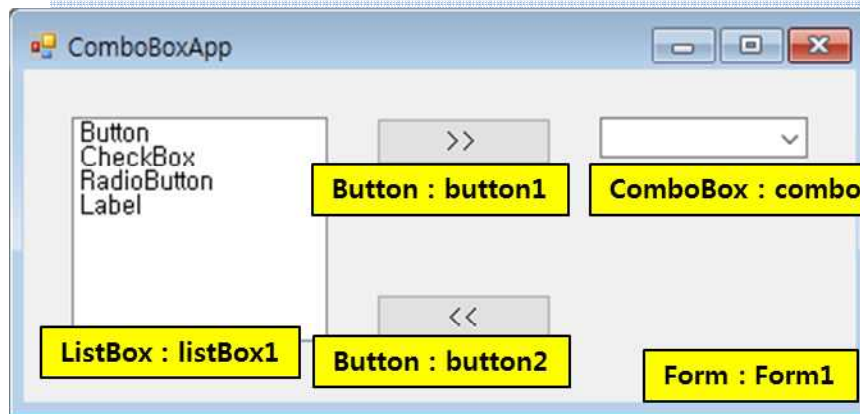 ComboBoxApp
Button
CheckBox
RadioButton
Label
>>
Button : button1
ComboBox : combo
<<
ListBox : listBox1
Button : button2
Form : Form1